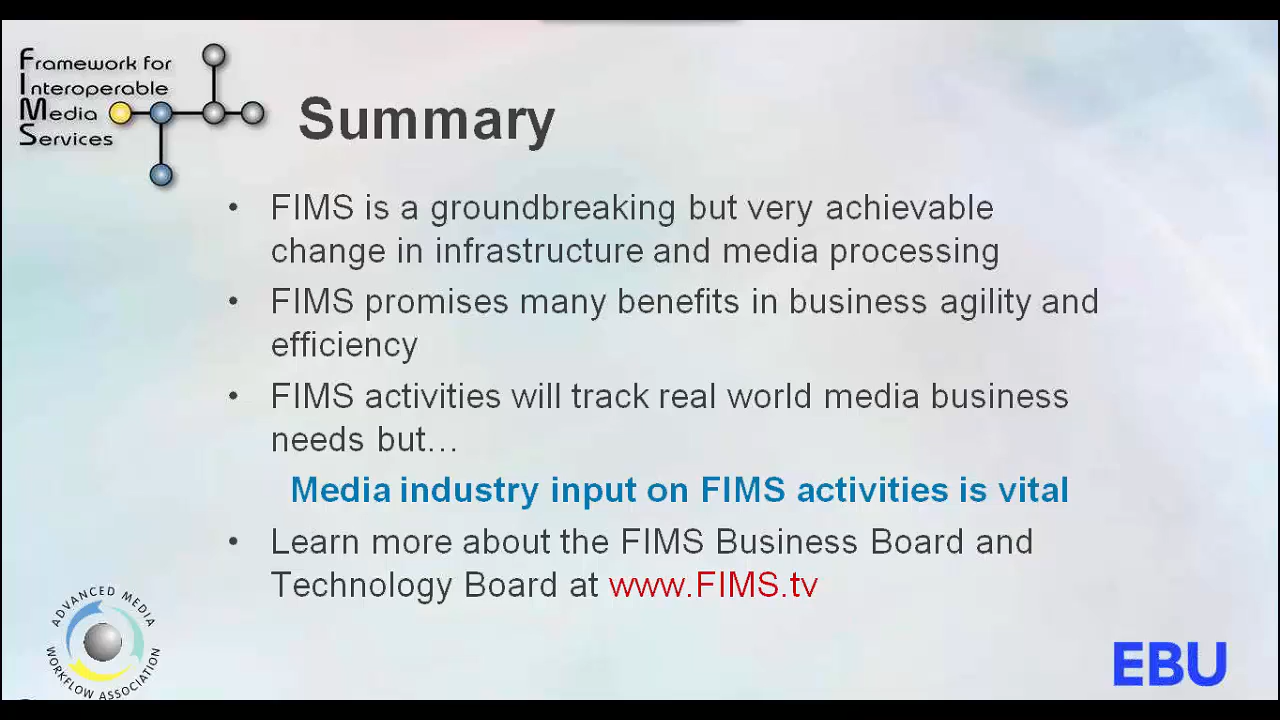 Framework for
Interoperable
Media
Services
Summary
• FIMS is a groundbreaking but very achievable
change in infrastructure and media processing
• FIMS promises many benefits in business agility and
efficiency
• FIMS activities will track real world media business
needs but…
Media industry input on FIMS activities is vital
• Learn more about the FIMS Business Board and
Technology Board at www.FIMS.tv
ADVANCED MEDIA
WORKFLOW ASSOCIATION
EBU